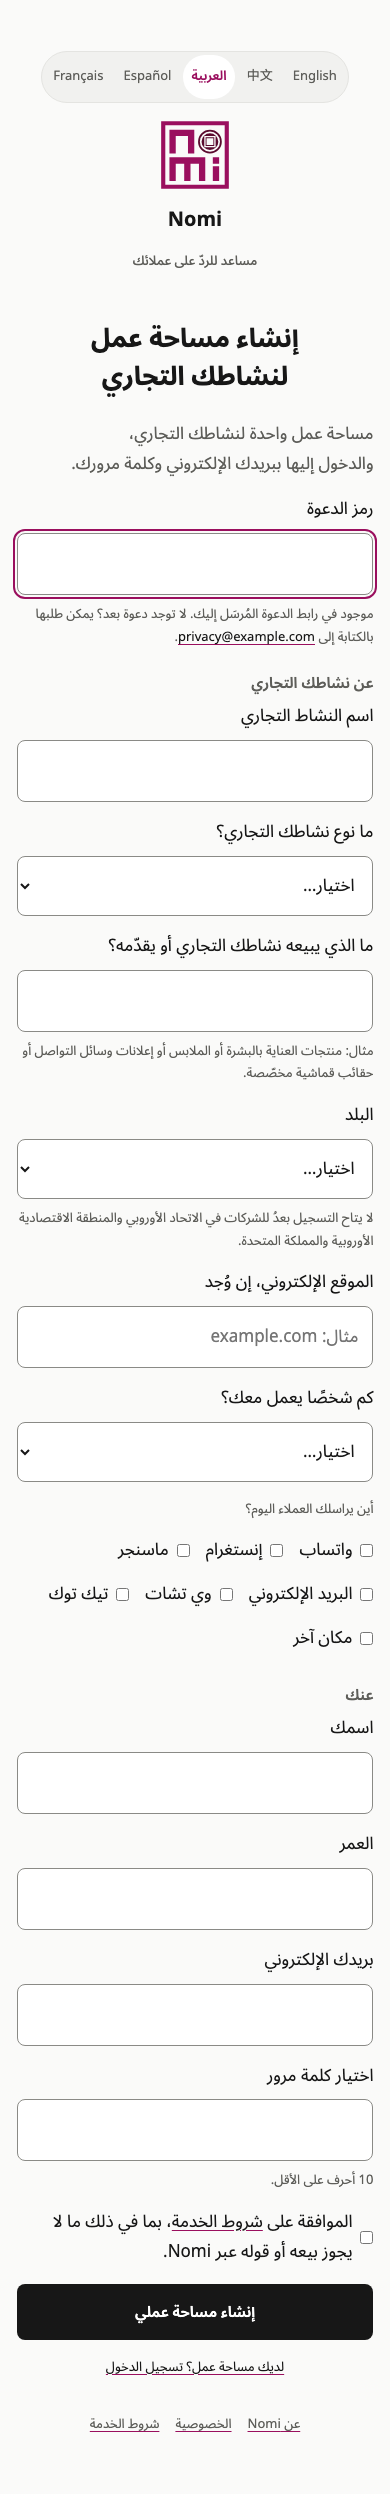 English 中文 العربية Español Français
nomi
Nomi
مساعد للردّ على عملائك
إنشاء مساحة عمل
لنشاطك التجاري
مساحة عمل واحدة لنشاطك التجاري،
والدخول إليها ببريدك الإلكتروني وكلمة مرورك.
رمز الدعوة
موجود في رابط الدعوة المُرسَل إليك. لا توجد دعوة بعد؟ يمكن طلبها
بالكتابة إلى privacy@example.com.
عن نشاطك التجاري
اسم النشاط التجاري
ما نوع نشاطك التجاري؟
اختيار...
ما الذي يبيعه نشاطك التجاري أو يقدّمه؟
مثال: منتجات العناية بالبشرة أو الملابس أو إعلانات وسائل التواصل أو
حقائب قماشية مخصّصة.
البلد
اختيار...
لا يتاح التسجيل بعدُ للشركات في الاتحاد الأوروبي والمنطقة الاقتصادية
الأوروبية والمملكة المتحدة.
الموقع الإلكتروني، إن وُجد
مثال: example.com
كم شخصًا يعمل معك؟
اختيار...
أين يراسلك العملاء اليوم؟
واتساب إنستغرام ماسنجر
البريد الإلكتروني وي تشات تيك توك
مكان آخر
عنك
اسمك
العمر
بريدك الإلكتروني
اختيار كلمة مرور
10 أحرف على الأقل.
الموافقة على شروط الخدمة، بما في ذلك ما لا
يجوز بيعه أو قوله عبر Nomi.
إنشاء مساحة عملي
لديك مساحة عمل؟ تسجيل الدخول
عن Nomi الخصوصية شروط الخدمة